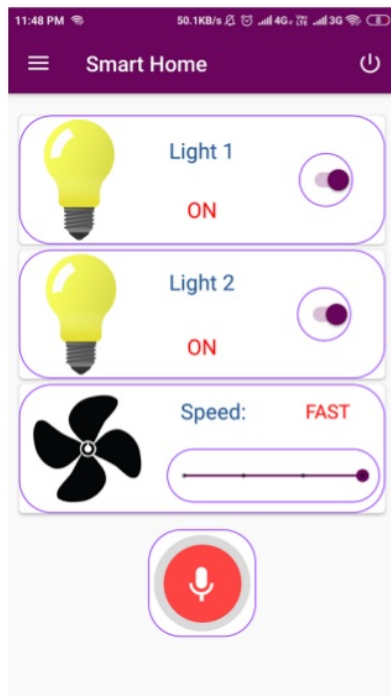 11:48 PM 50.1KB/s 4G 3G
Smart Home
Light 1
ON
Light 2
ON
Speed: FAST